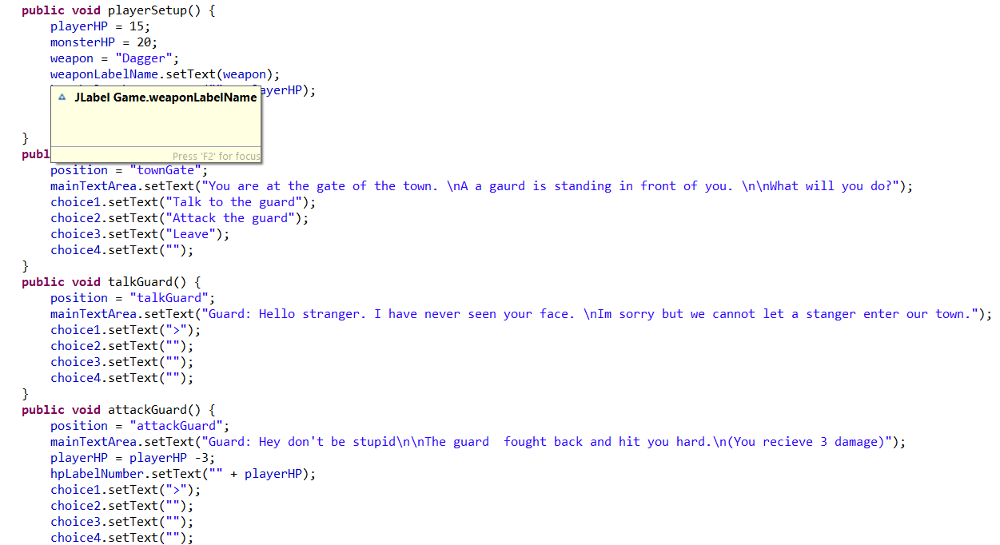 public void playerSetup() {
playerHP = 15;
monsterHP = 20;
weapon = "Dagger";
weaponLabelName.setText(weapon);
ayerHP);
JLabel Game.weaponLabelName
}
Press 'F2' for focus
publ
position = "townGate";
mainTextArea.setText("You are at the gate of the town. \nA a gaurd is standing in front of you. \n\nWhat will you do?");
choice1.setText("Talk to the guard");
choice2.setText("Attack the guard");
choice3.setText("Leave");
choice4.setText("");
}
public void talkGuard() {
position = "talkGuard";
mainTextArea.setText("Guard: Hello stranger. I have never seen your face. \nIm sorry but we cannot let a stanger enter our town.");
choice1.setText(">");
choice2.setText("");
choice3.setText("");
choice4.setText("");
}
public void attackGuard() {
position = "attackGuard";
mainTextArea.setText("Guard: Hey don't be stupid\n\nThe guard  fought back and hit you hard.\n(You recieve 3 damage)");
playerHP = playerHP -3;
hpLabelNumber.setText("" + playerHP);
choice1.setText(">");
choice2.setText("");
choice3.setText("");
choice4.setText("");